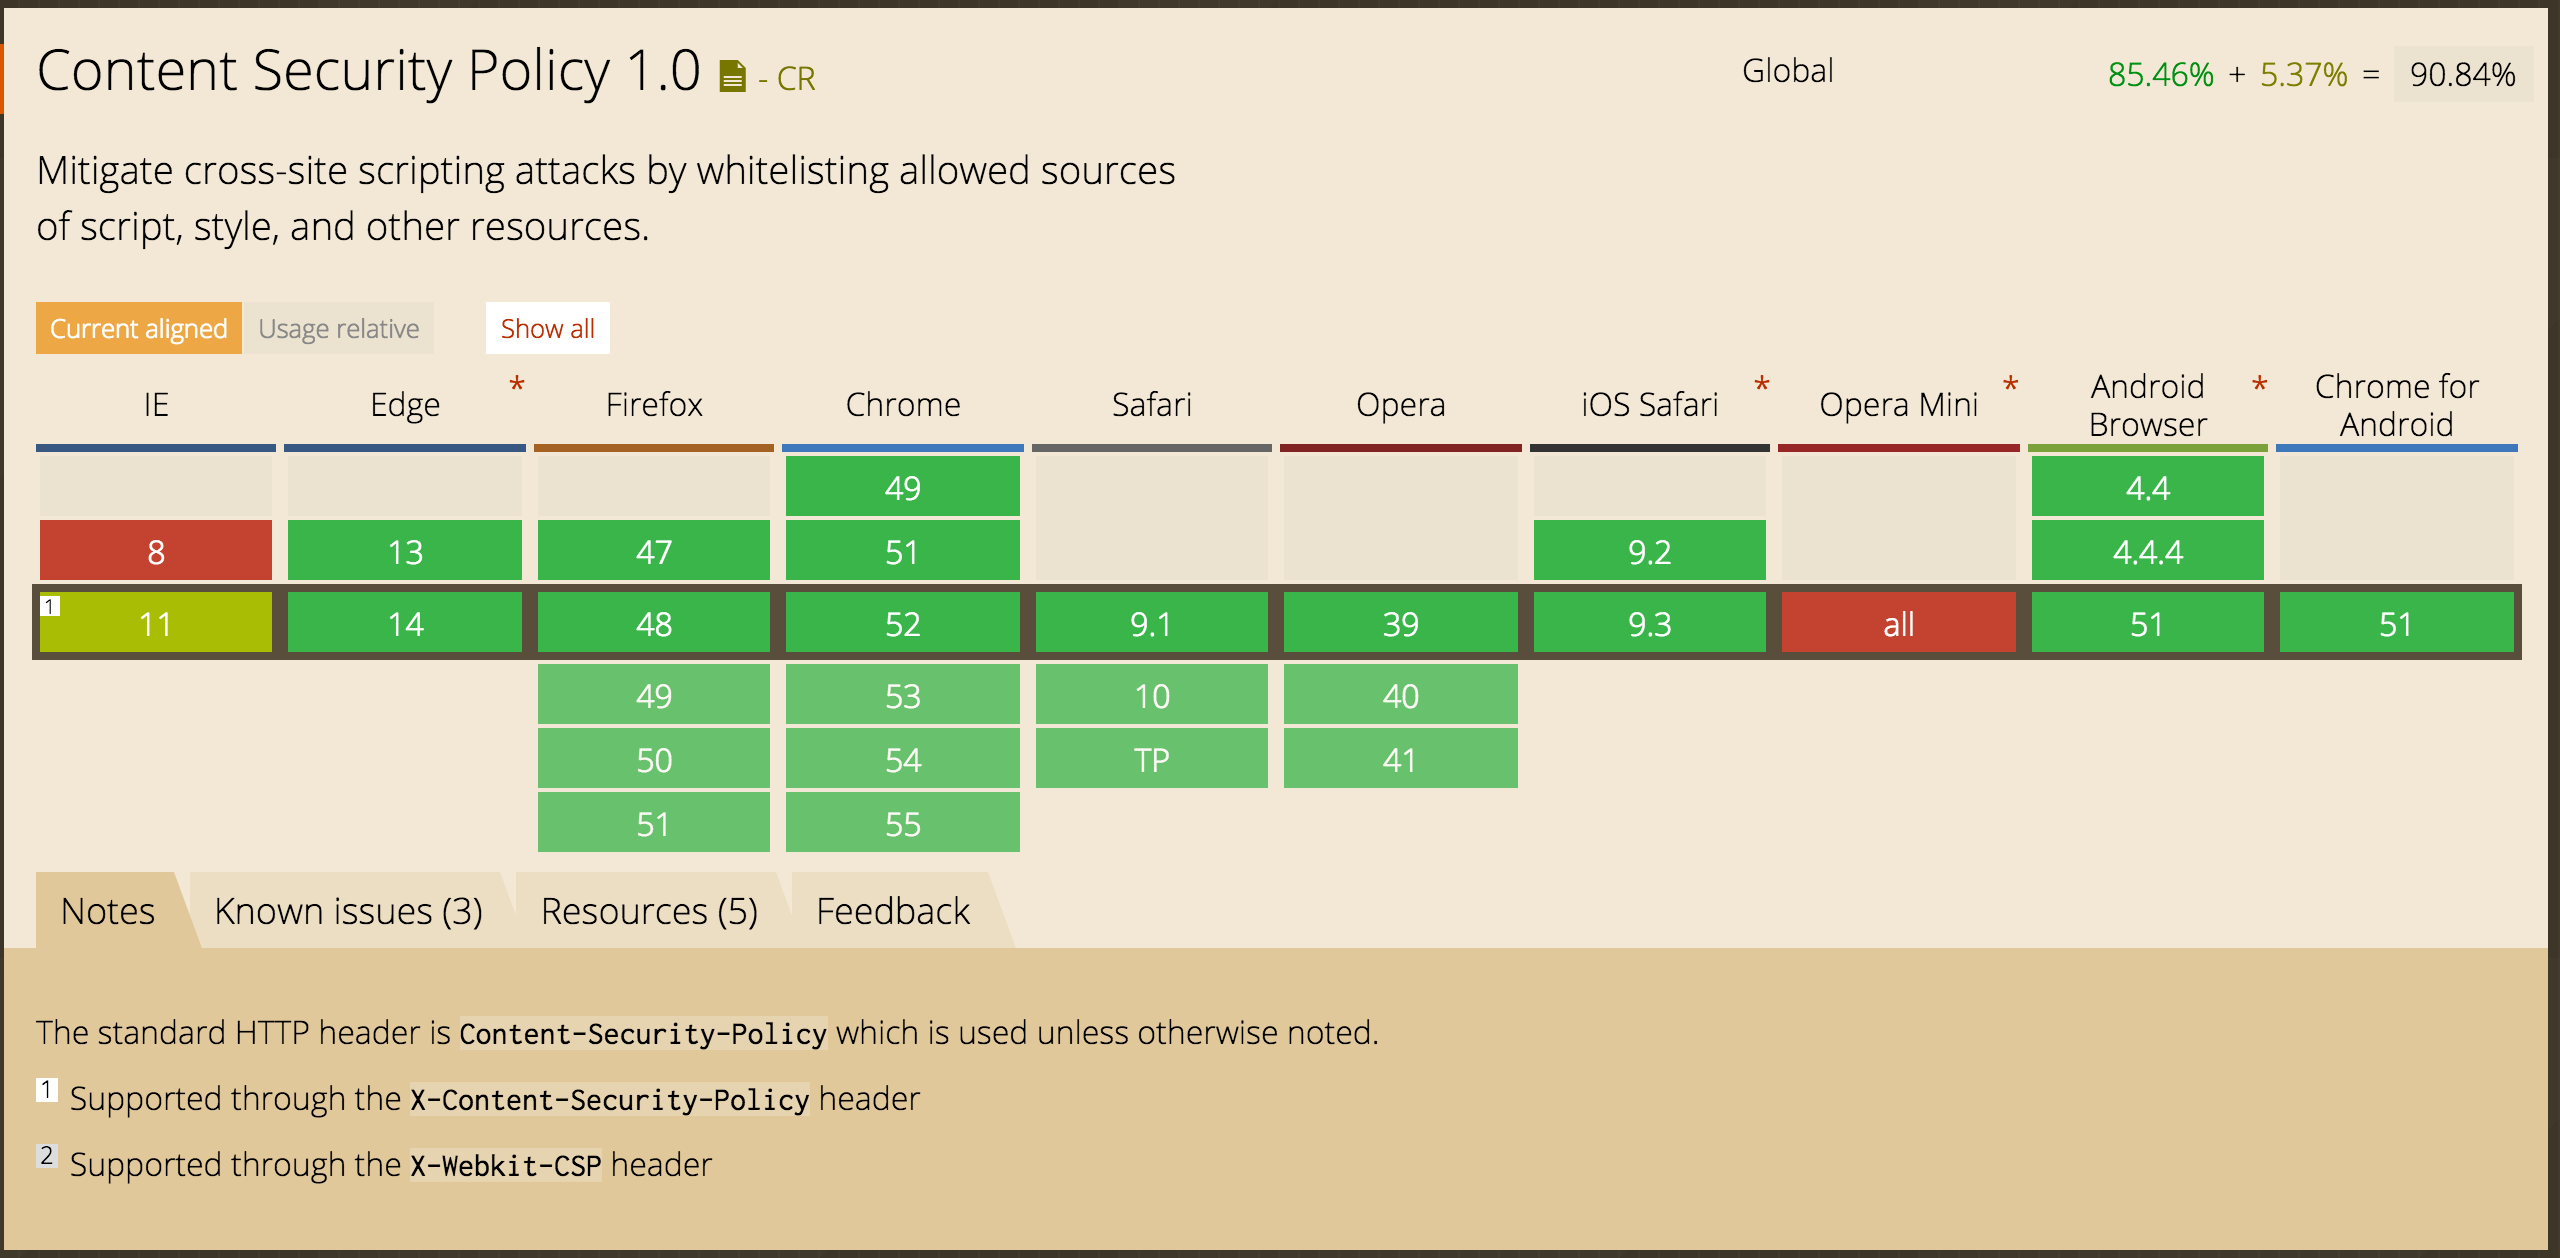 Content Security Policy 1.0 - CR
Global 85.46% + 5.37% = 90.84%
Mitigate cross-site scripting attacks by whitelisting allowed sources
of script, style, and other resources.
Current aligned Usage relative Show all
IE Edge * Firefox Chrome Safari Opera iOS Safari * Opera Mini * Android Browser * Chrome for Android
49 4.4
8 13 47 51 9.2 4.4.4
1 11 14 48 52 9.1 39 9.3 all 51 51
49 53 10 40
50 54 TP 41
51 55
Notes Known issues (3) Resources (5) Feedback
The standard HTTP header is Content-Security-Policy which is used unless otherwise noted.
1 Supported through the X-Content-Security-Policy header
2 Supported through the X-Webkit-CSP header